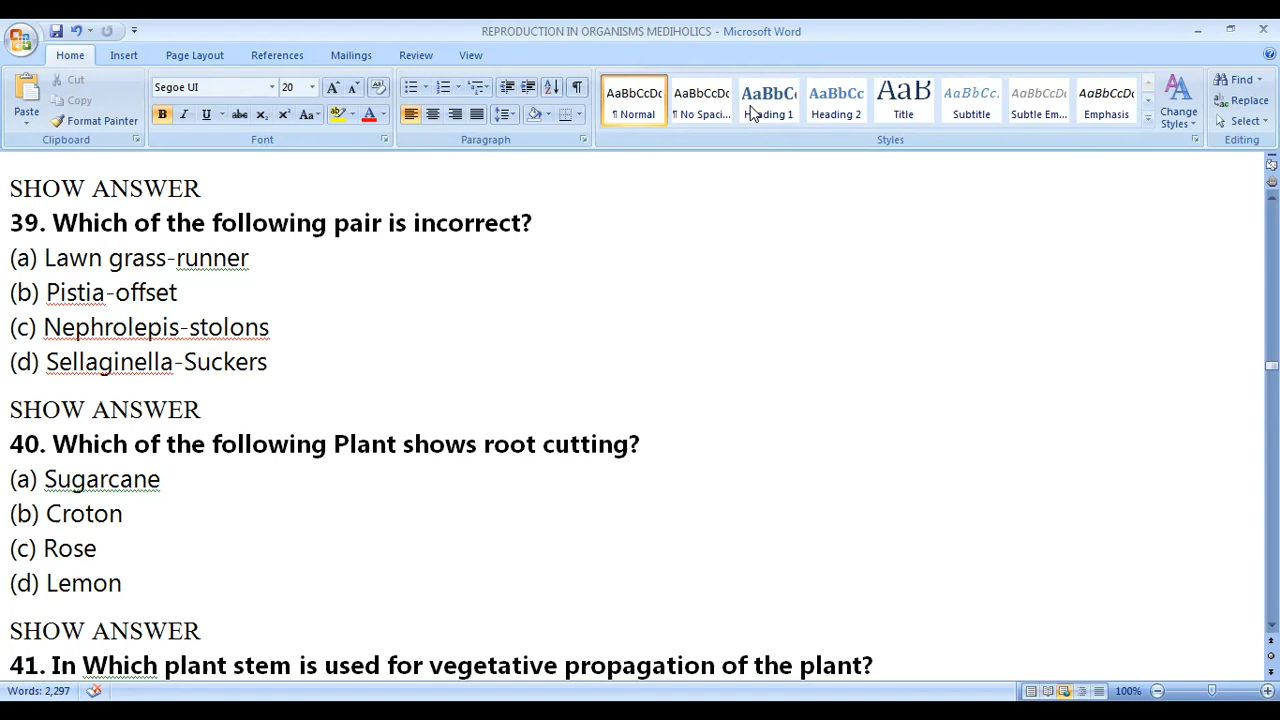 REPRODUCTION IN ORGANISMS MEDIHOLICS - Microsoft Word
Home Insert Page Layout References Mailings Review View
Paste
Cut
Copy
Format Painter
Clipboard
Segoe UI 20
B I U abc x₂ x² Aa A
Font
Paragraph
AaBbCcDc AaBbCcDc AaBbCc AaBbCc AaB AaBbCc. AaBbCcDc AaBbCcDc
¶ Normal ¶ No Spaci... Heading 1 Heading 2 Title Subtitle Subtle Em... Emphasis
Change Styles
Styles
Find
Replace
Select
Editing
SHOW ANSWER
39. Which of the following pair is incorrect?
(a) Lawn grass-runner
(b) Pistia-offset
(c) Nephrolepis-stolons
(d) Sellaginella-Suckers
SHOW ANSWER
40. Which of the following Plant shows root cutting?
(a) Sugarcane
(b) Croton
(c) Rose
(d) Lemon
SHOW ANSWER
41. In Which plant stem is used for vegetative propagation of the plant?
Words: 2,297
100%